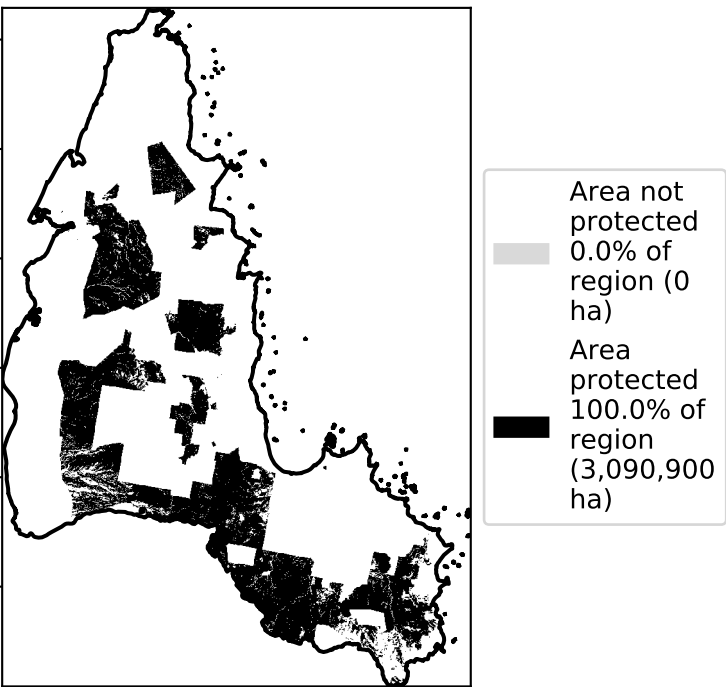 Area not
protected
0.0% of
region (0
ha)
Area
protected
100.0% of
region
(3,090,900
ha)